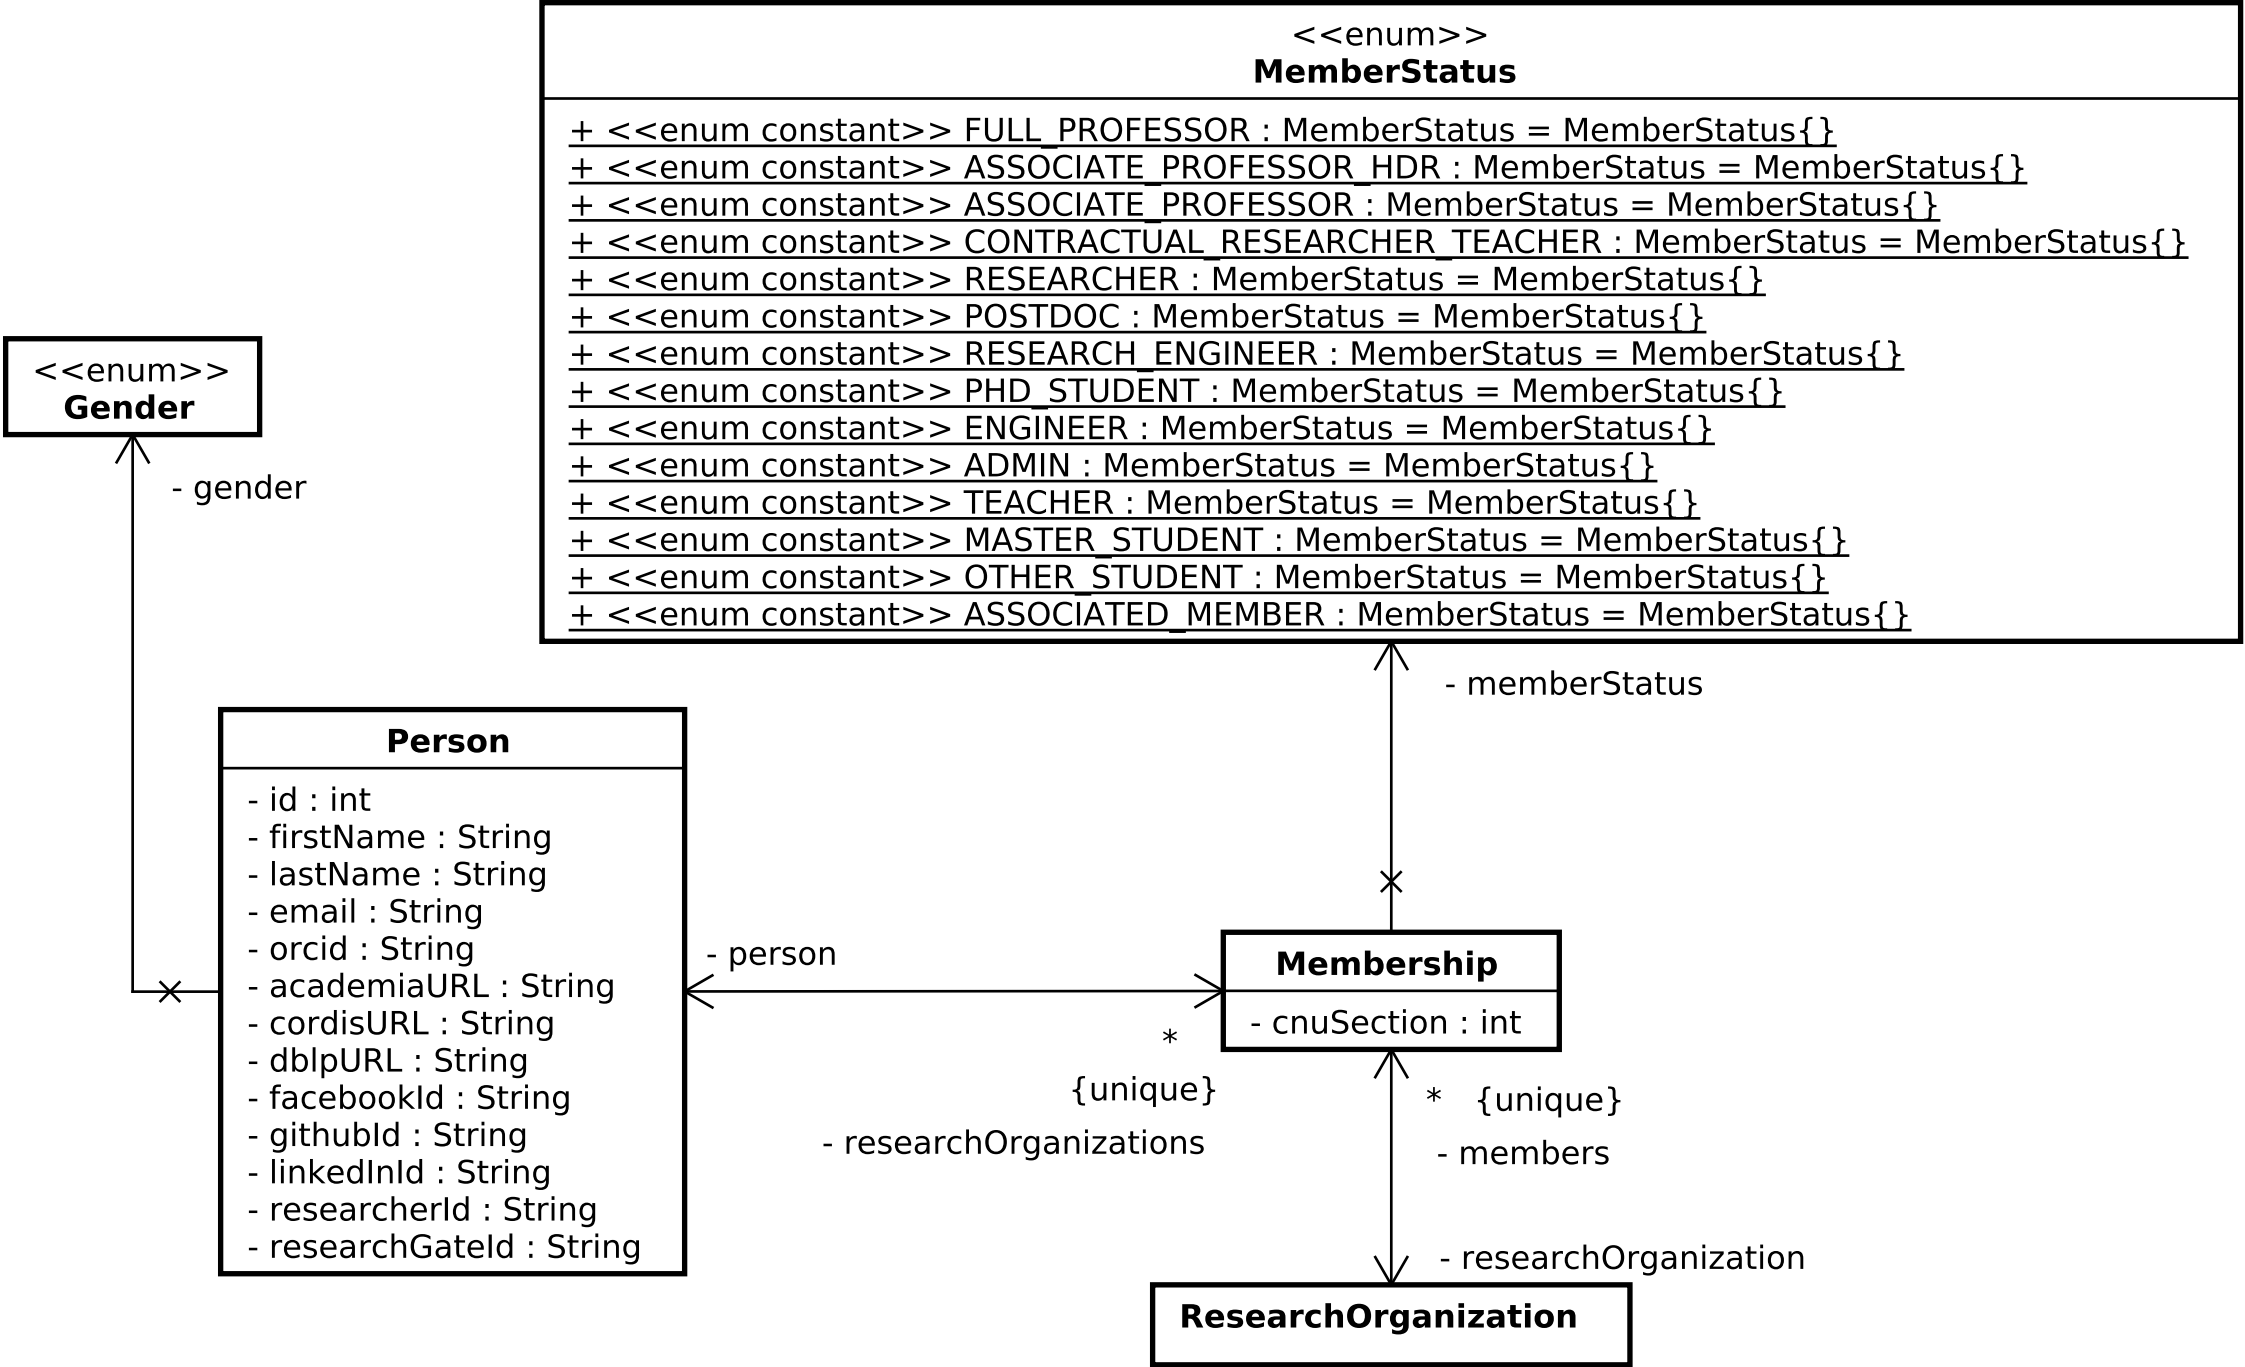 <<enum>>
MemberStatus
+ <<enum constant>> FULL_PROFESSOR : MemberStatus = MemberStatus{}
+ <<enum constant>> ASSOCIATE_PROFESSOR_HDR : MemberStatus = MemberStatus{}
+ <<enum constant>> ASSOCIATE_PROFESSOR : MemberStatus = MemberStatus{}
+ <<enum constant>> CONTRACTUAL_RESEARCHER_TEACHER : MemberStatus = MemberStatus{}
+ <<enum constant>> RESEARCHER : MemberStatus = MemberStatus{}
+ <<enum constant>> POSTDOC : MemberStatus = MemberStatus{}
+ <<enum constant>> RESEARCH_ENGINEER : MemberStatus = MemberStatus{}
+ <<enum constant>> PHD_STUDENT : MemberStatus = MemberStatus{}
+ <<enum constant>> ENGINEER : MemberStatus = MemberStatus{}
+ <<enum constant>> ADMIN : MemberStatus = MemberStatus{}
+ <<enum constant>> TEACHER : MemberStatus = MemberStatus{}
+ <<enum constant>> MASTER_STUDENT : MemberStatus = MemberStatus{}
+ <<enum constant>> OTHER_STUDENT : MemberStatus = MemberStatus{}
+ <<enum constant>> ASSOCIATED_MEMBER : MemberStatus = MemberStatus{}
<<enum>>
Gender
- gender
- memberStatus
Person
- id : int
- firstName : String
- lastName : String
- email : String
- orcid : String
- academiaURL : String
- cordisURL : String
- dblpURL : String
- facebookId : String
- githubId : String
- linkedInId : String
- researcherId : String
- researchGateId : String
- person
*
{unique}
- researchOrganizations
Membership
- cnuSection : int
* {unique}
- members
- researchOrganization
ResearchOrganization